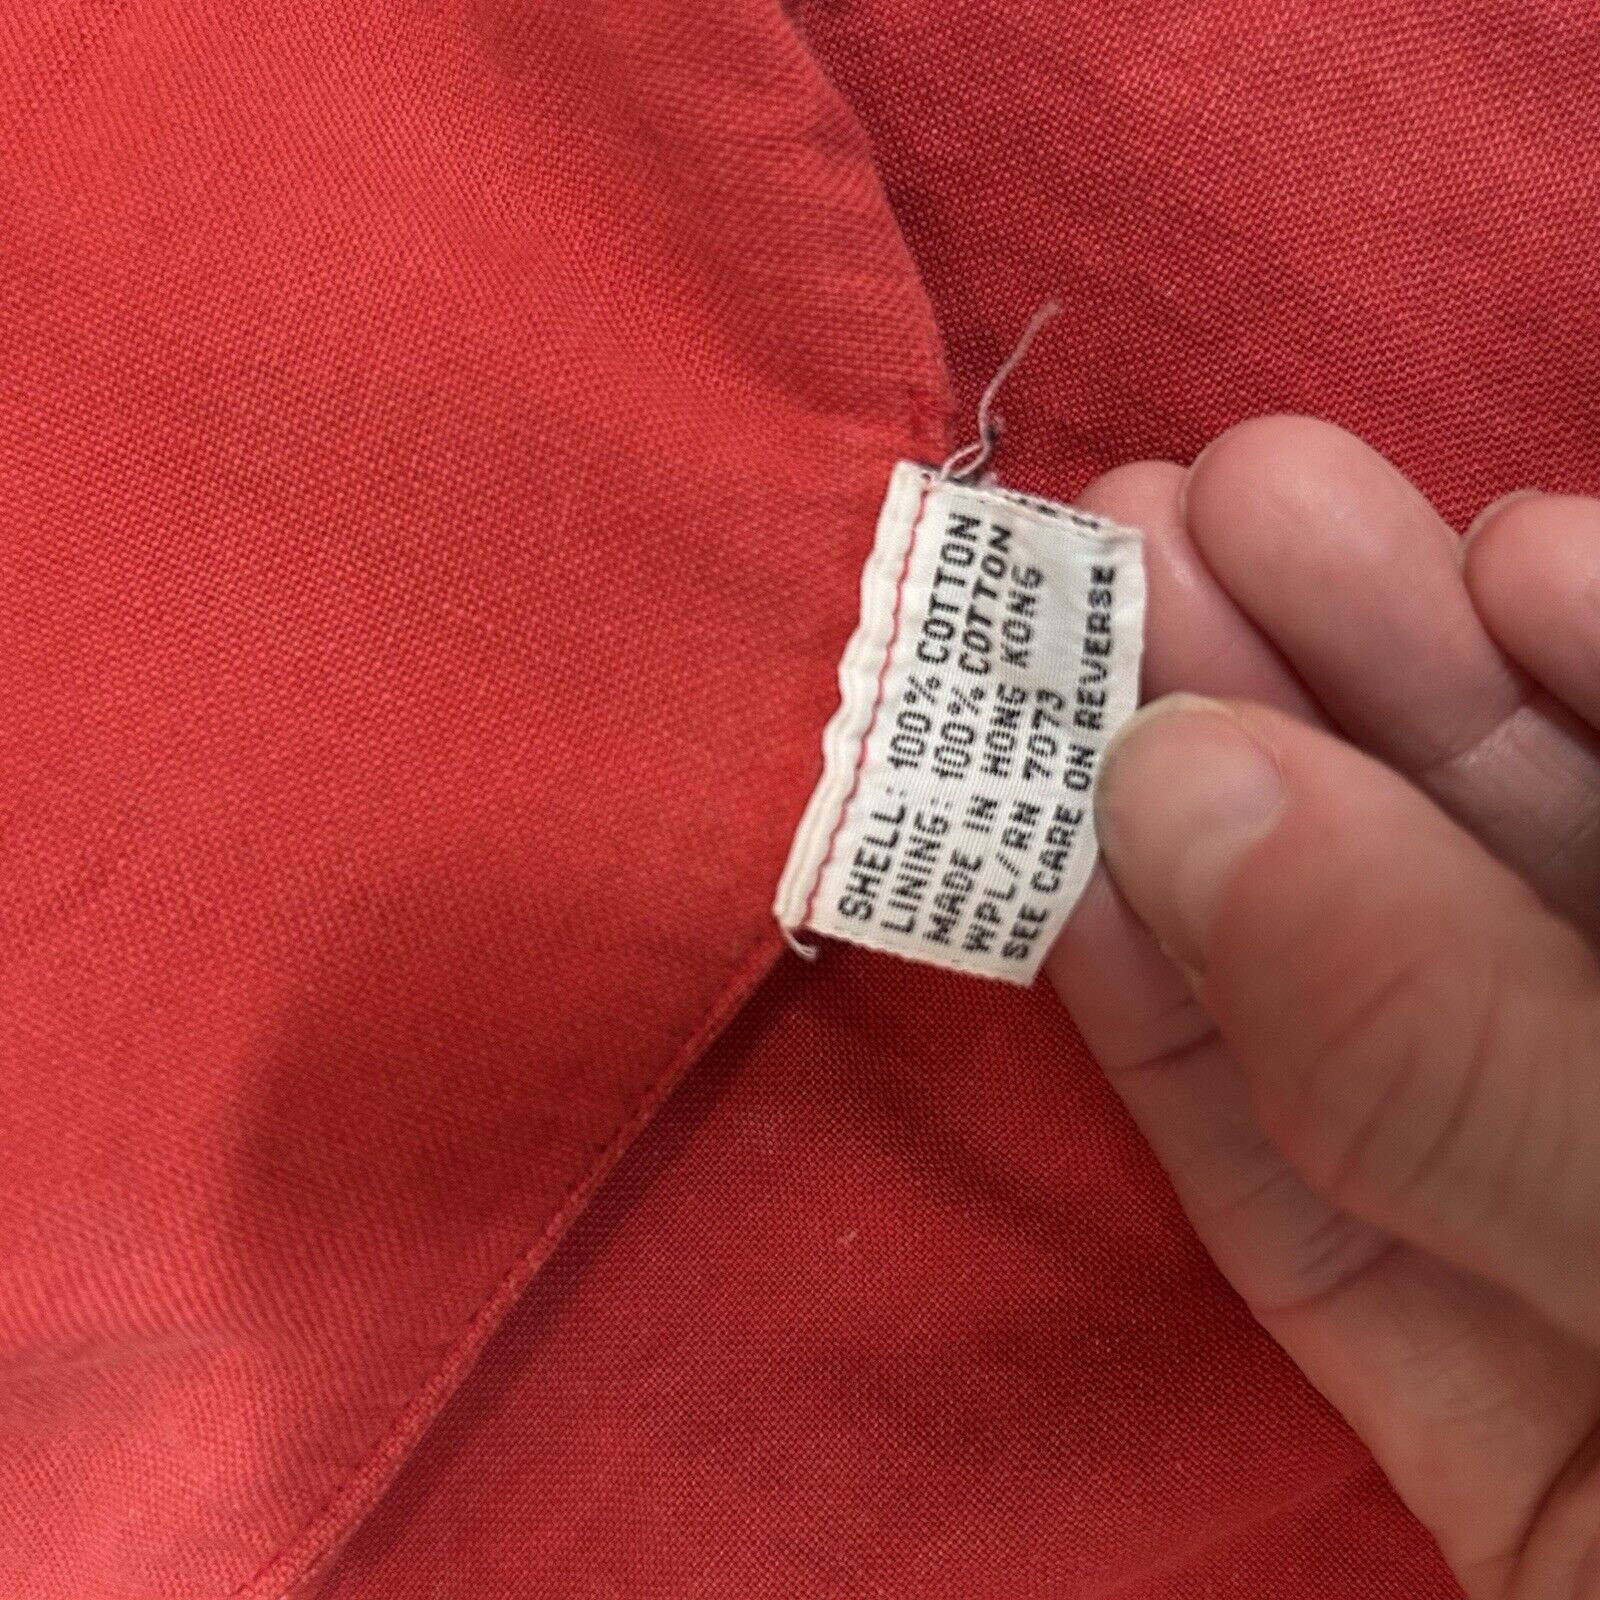 SHELL: 100% COTTON
LINING: 100% COTTON
MADE IN HONG KONG
WPL/RN 7073
SEE CARE ON REVERSE